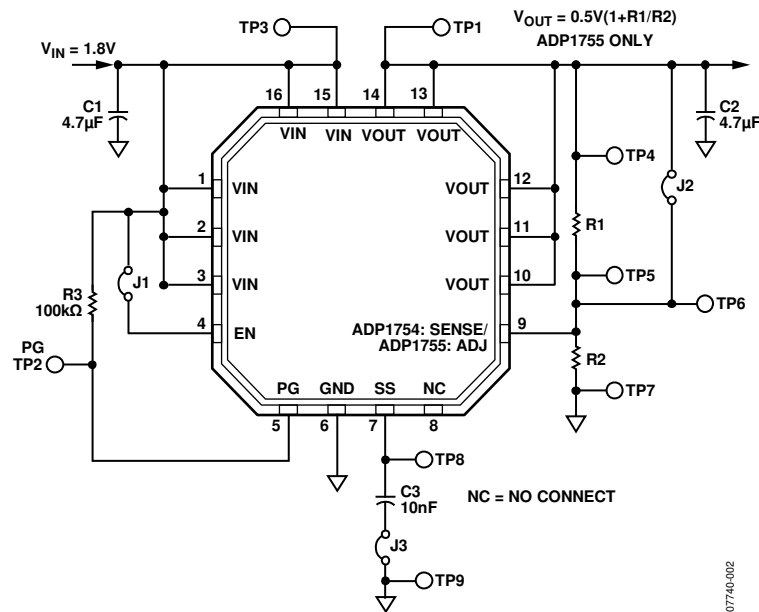 TP3
TP1
VOUT = 0.5V(1+R1/R2)
ADP1755 ONLY
VIN = 1.8V
16
15
14
13
C1
4.7µF
C2
4.7µF
VIN
VIN
VOUT
VOUT
TP4
J2
1
VIN
VOUT
12
2
VIN
VOUT
11
R1
3
VIN
VOUT
10
TP5
J1
R3
100kΩ
TP6
4
EN
ADP1754: SENSE/
ADP1755: ADJ
9
PG
TP2
R2
TP7
PG
GND
SS
NC
5
6
7
8
TP8
C3
10nF
NC = NO CONNECT
J3
TP9
07740-002